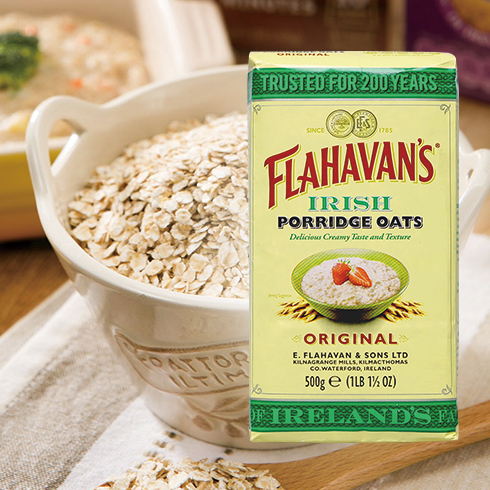 ORIGINAL
TRUSTED FOR 200 YEARS
SINCE 1785
FLAHAVAN'S®
IRISH
PORRIDGE OATS
Delicious Creamy Taste and Texture
ORIGINAL
E. FLAHAVAN & SONS LTD
KILNAGRANGE MILLS, KILMACTHOMAS
CO. WATERFORD, IRELAND
500g ℮ (1LB 1½ OZ)
IRELAND'S